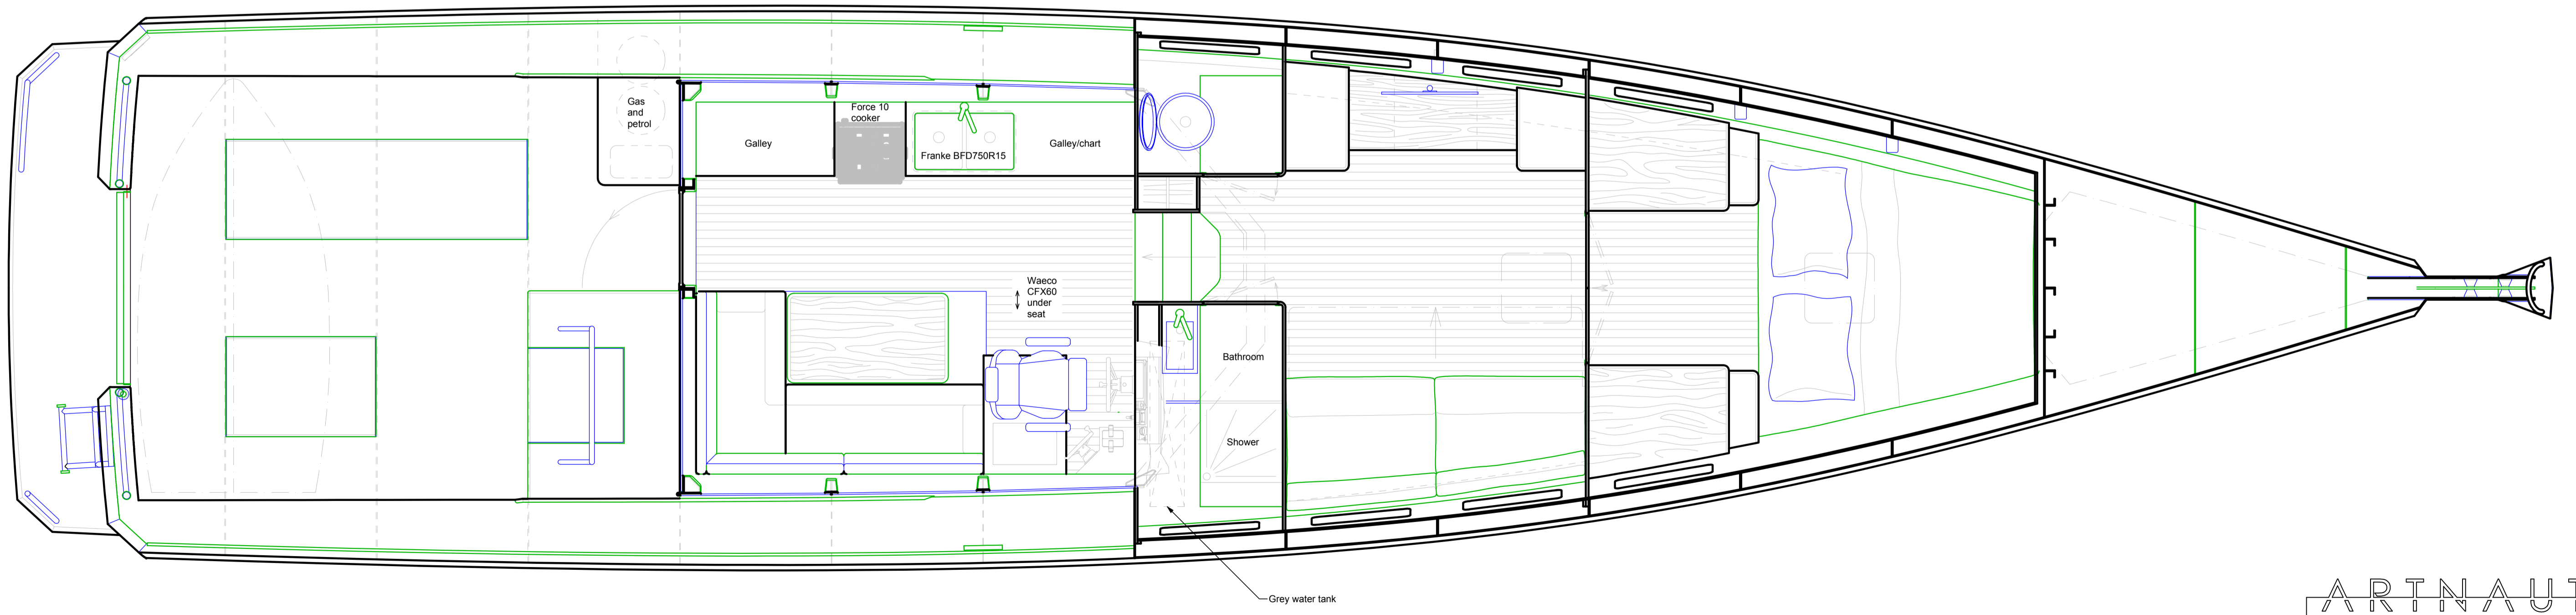 Gas
and
petrol
Galley
Force 10
cooker
Franke BFD750R15
Galley/chart
Waeco
CFX60
under
seat
Bathroom
Shower
Grey water tank
ARTNAUT